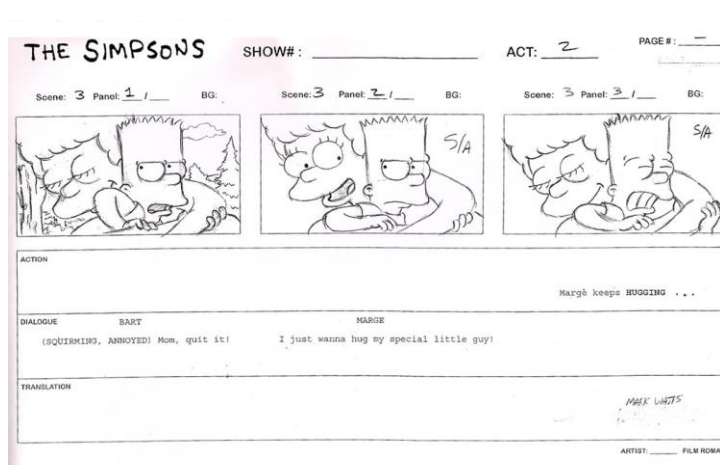 THE SIMPSONS SHOW#: ACT: 2 PAGE #: —
Scene: 3 Panel: 1 / BG: Scene: 3 Panel: 2 / BG: Scene: 3 Panel: 3 / BG:
S/A S/A
ACTION
Marge keeps HUGGING ...
DIALOGUE BART MARGE
(SQUIRMING, ANNOYED) Mom, quit it! I just wanna hug my special little guy!
TRANSLATION
MARK WATTS
ARTIST: FILM ROMA